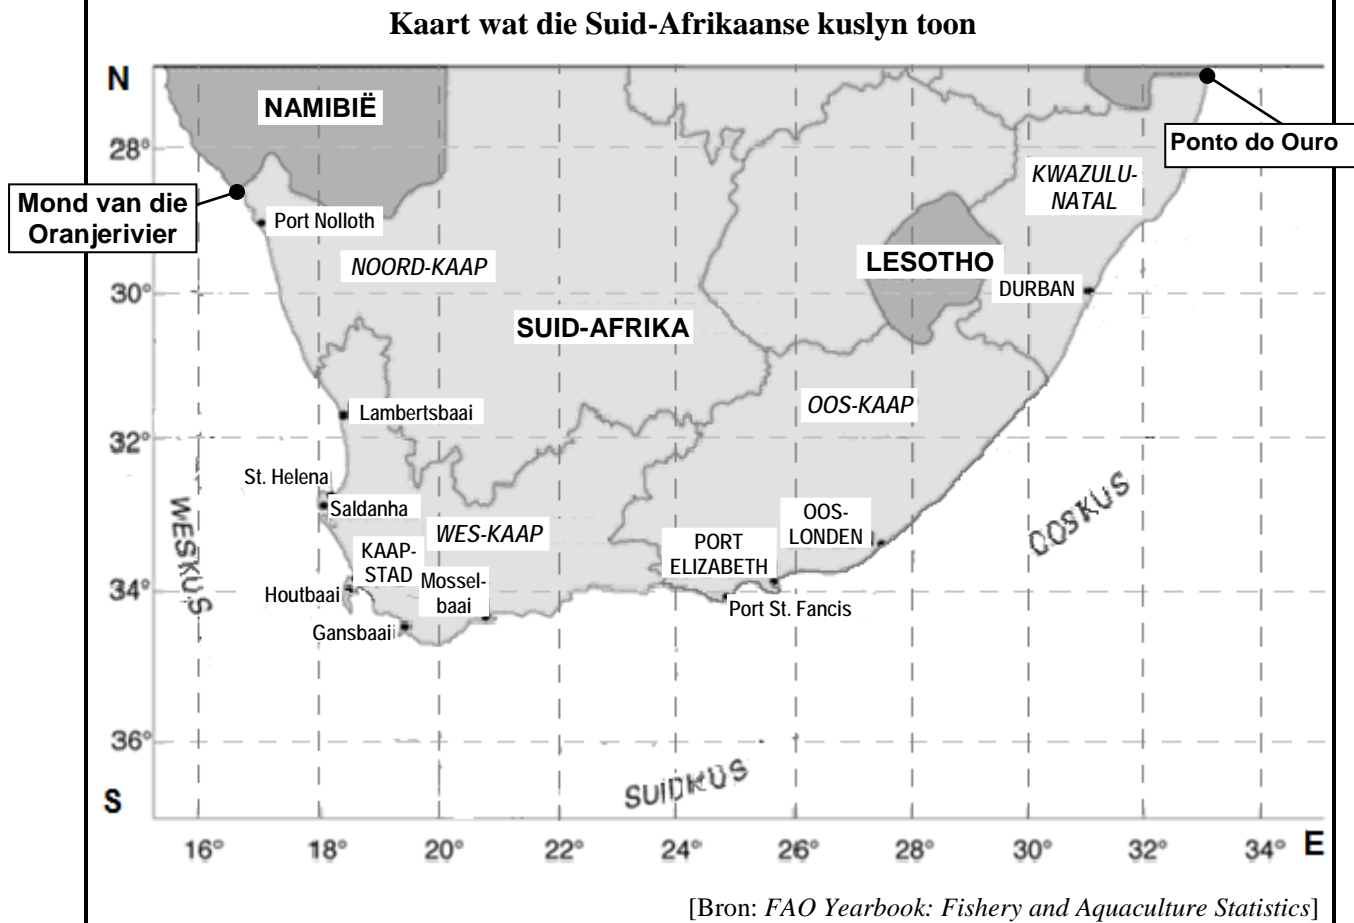 Kaart wat die Suid-Afrikaanse kuslyn toon
N
NAMIBIË
Ponto do Ouro
28°
KWAZULU-
NATAL
Mond van die
Oranjerivier
Port Nolloth
NOORD-KAAP
LESOTHO
DURBAN
30°
SUID-AFRIKA
OOS-KAAP
Lambertsbaai
32°
St. Helena
Saldanha
WESKUS
WES-KAAP
OOS-
LONDEN
OOSKUS
KAAP-
STAD
PORT
ELIZABETH
Mossel-
baai
34°
Houtbaai
Port St. Fancis
Gansbaai
36°
SUIDKUS
S
16°
18°
20°
22°
24°
26°
28°
30°
32°
34°
E
[Bron: FAO Yearbook: Fishery and Aquaculture Statistics]